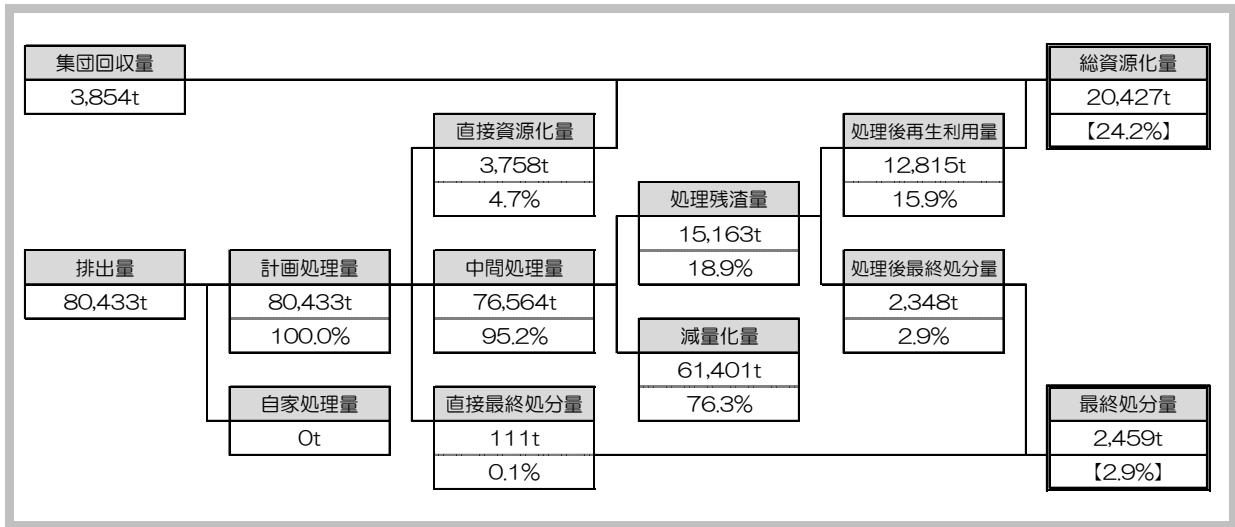 集団回収量
3,854t
総資源化量
20,427t
【24.2%】
直接資源化量
3,758t
4.7%
処理後再生利用量
12,815t
15.9%
処理残渣量
15,163t
18.9%
排出量
80,433t
計画処理量
80,433t
100.0%
中間処理量
76,564t
95.2%
処理後最終処分量
2,348t
2.9%
減量化量
61,401t
76.3%
自家処理量
0t
直接最終処分量
111t
0.1%
最終処分量
2,459t
【2.9%】